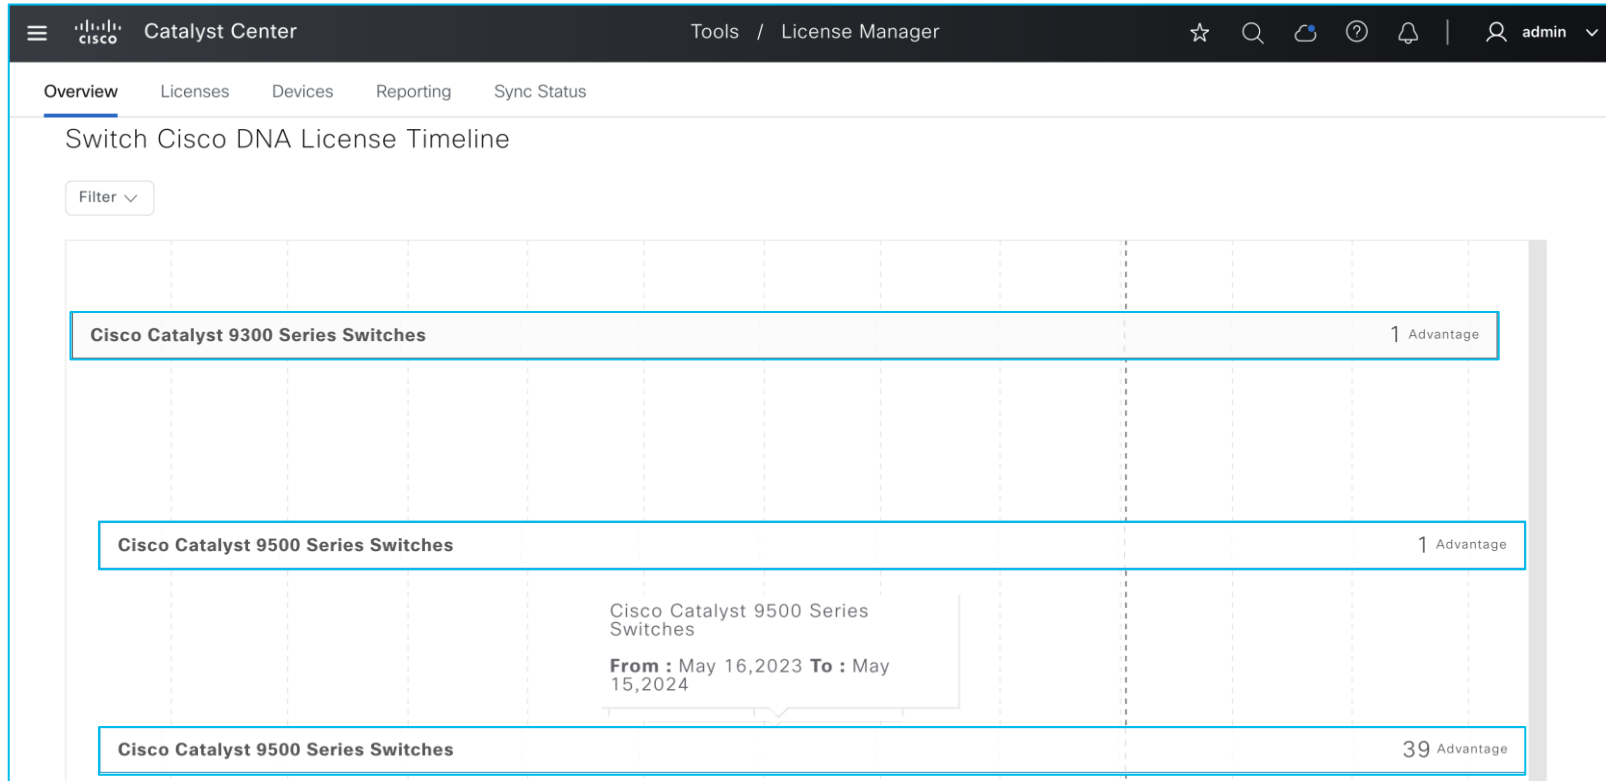 CISCO Catalyst Center Tools / License Manager admin
Overview Licenses Devices Reporting Sync Status
Switch Cisco DNA License Timeline
Filter
Cisco Catalyst 9300 Series Switches 1 Advantage
Cisco Catalyst 9500 Series Switches 1 Advantage
Cisco Catalyst 9500 Series
Switches
From : May 16,2023 To : May
15,2024
Cisco Catalyst 9500 Series Switches 39 Advantage